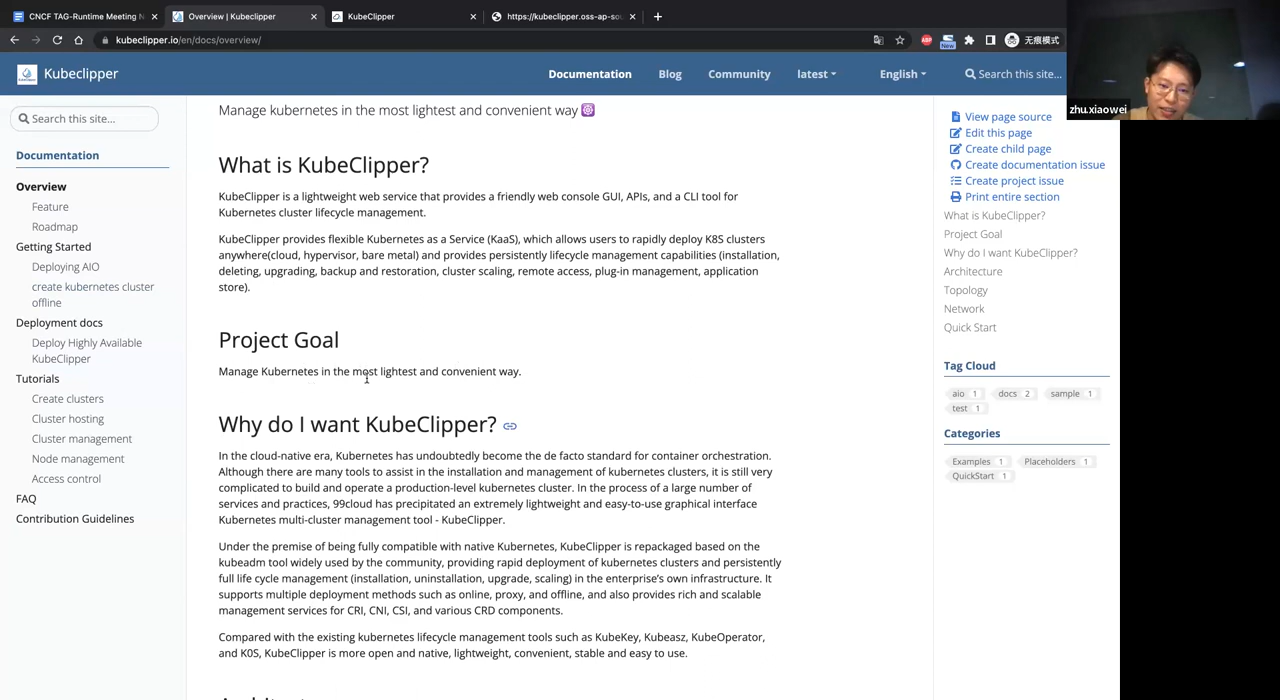 CNCF TAG-Runtime Meeting N
Overview | Kubeclipper
KubeClipper
https://kubeclipper.oss-ap-sou
kubeclipper.io/en/docs/overview/
ABP
New
无痕模式
Kubeclipper
Documentation
Blog
Community
latest
English
Search this site…
zhu.xiaowei
Search this site…
Documentation
Overview
Feature
Roadmap
Getting Started
Deploying AIO
create kubernetes cluster
offline
Deployment docs
Deploy Highly Available
KubeClipper
Tutorials
Create clusters
Cluster hosting
Cluster management
Node management
Access control
FAQ
Contribution Guidelines
Manage kubernetes in the most lightest and convenient way
What is KubeClipper?
KubeClipper is a lightweight web service that provides a friendly web console GUI, APIs, and a CLI tool for
Kubernetes cluster lifecycle management.
KubeClipper provides flexible Kubernetes as a Service (KaaS), which allows users to rapidly deploy K8S clusters
anywhere(cloud, hypervisor, bare metal) and provides persistently lifecycle management capabilities (installation,
deleting, upgrading, backup and restoration, cluster scaling, remote access, plug-in management, application
store).
Project Goal
Manage Kubernetes in the most lightest and convenient way.
Why do I want KubeClipper?
In the cloud-native era, Kubernetes has undoubtedly become the de facto standard for container orchestration.
Although there are many tools to assist in the installation and management of kubernetes clusters, it is still very
complicated to build and operate a production-level kubernetes cluster. In the process of a large number of
services and practices, 99cloud has precipitated an extremely lightweight and easy-to-use graphical interface
Kubernetes multi-cluster management tool - KubeClipper.
Under the premise of being fully compatible with native Kubernetes, KubeClipper is repackaged based on the
kubeadm tool widely used by the community, providing rapid deployment of kubernetes clusters and persistently
full life cycle management (installation, uninstallation, upgrade, scaling) in the enterprise’s own infrastructure. It
supports multiple deployment methods such as online, proxy, and offline, and also provides rich and scalable
management services for CRI, CNI, CSI, and various CRD components.
Compared with the existing kubernetes lifecycle management tools such as KubeKey, Kubeasz, KubeOperator,
and K0S, KubeClipper is more open and native, lightweight, convenient, stable and easy to use.
View page source
Edit this page
Create child page
Create documentation issue
Create project issue
Print entire section
What is KubeClipper?
Project Goal
Why do I want KubeClipper?
Architecture
Topology
Network
Quick Start
Tag Cloud
aio 1
docs 2
sample 1
test 1
Categories
Examples 1
Placeholders 1
QuickStart 1